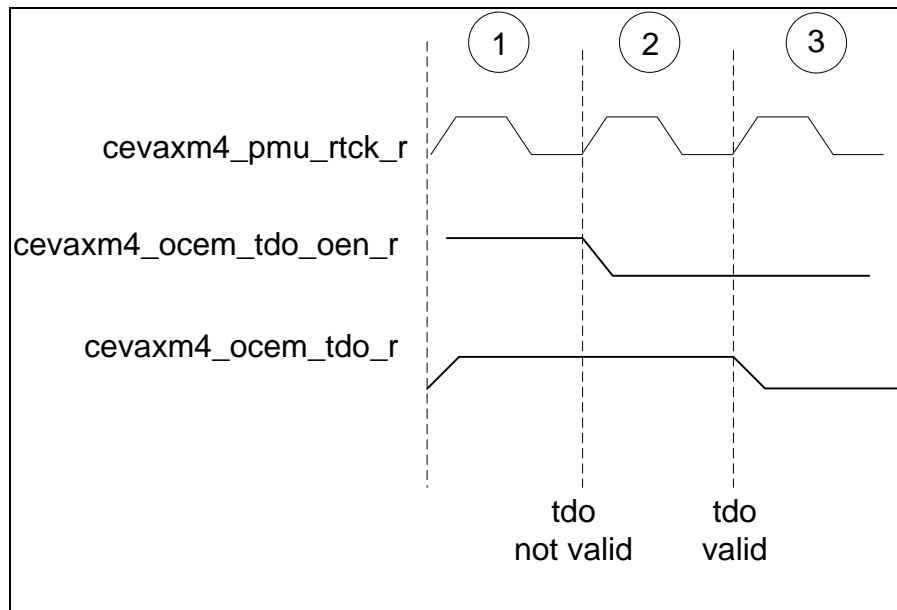 1
2
3
cevaxm4_pmu_rtck_r
cevaxm4_ocem_tdo_oen_r
cevaxm4_ocem_tdo_r
tdo
not valid
tdo
valid